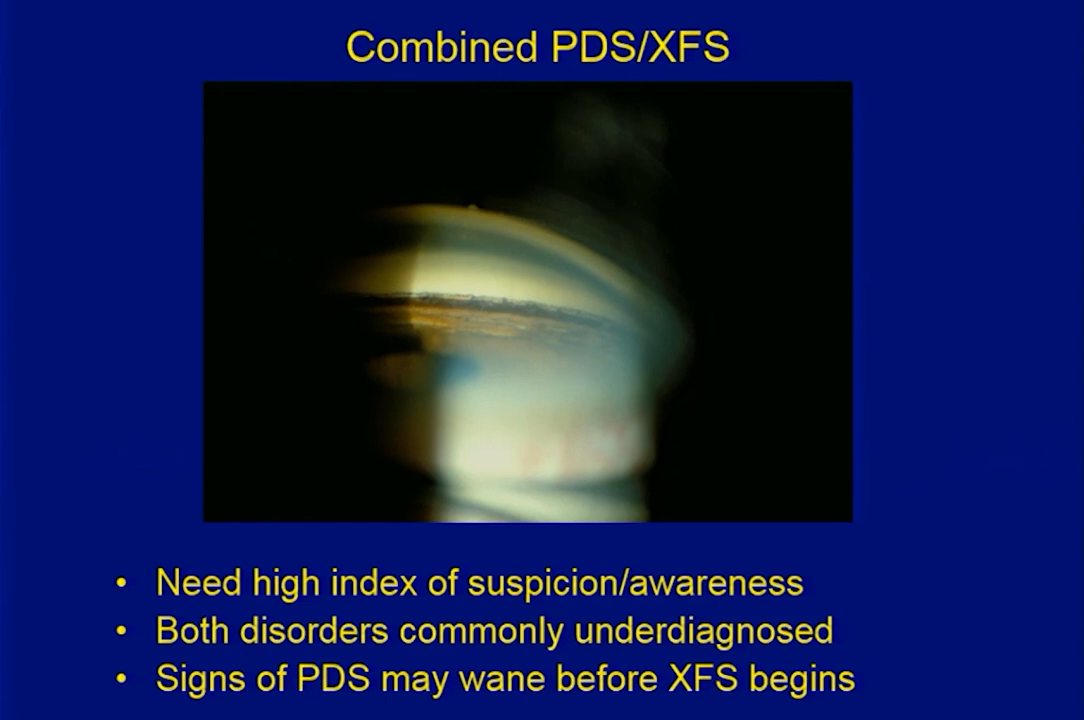 Combined PDS/XFS
• Need high index of suspicion/awareness
• Both disorders commonly underdiagnosed
• Signs of PDS may wane before XFS begins